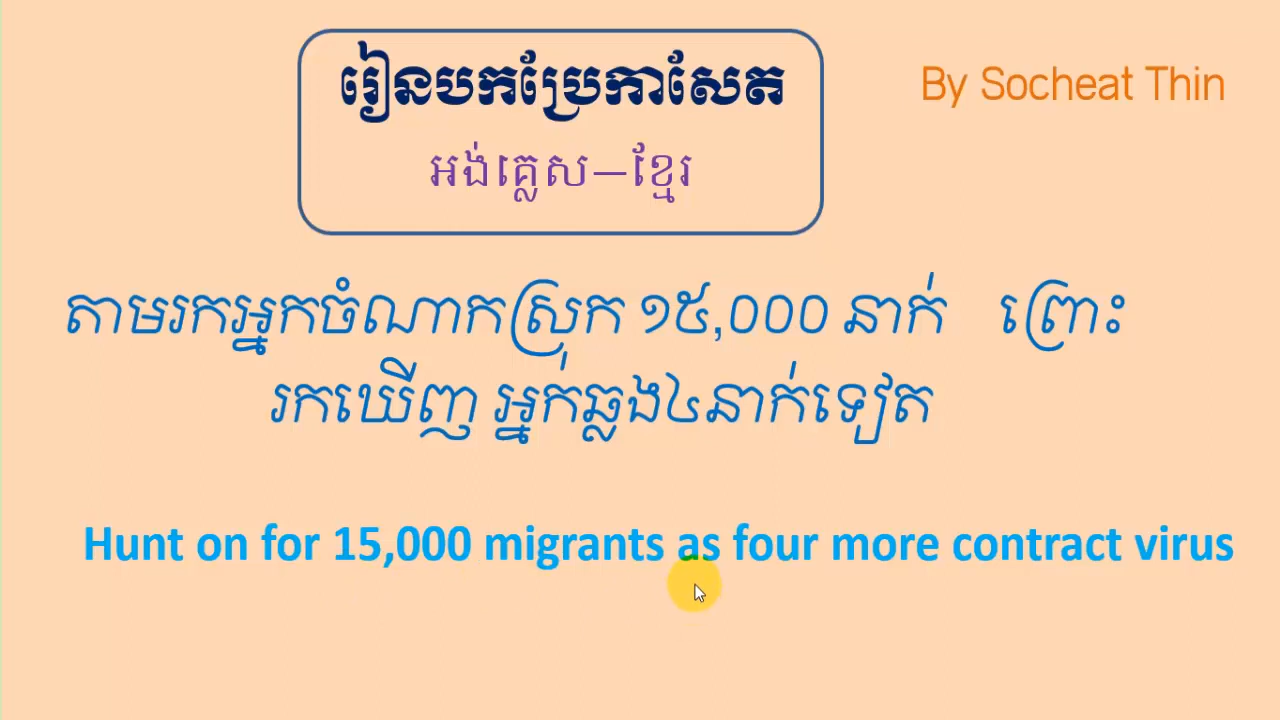 រៀនបកប្រែកាសែត
By Socheat Thin
អង់គ្លេស–ខ្មែរ
តាមរកអ្នកចំណាកស្រុក ១៥,០០០ នាក់ ព្រោះ
រកឃើញ អ្នក់ឆ្លង៤នាក់ទៀត
Hunt on for 15,000 migrants as four more contract virus